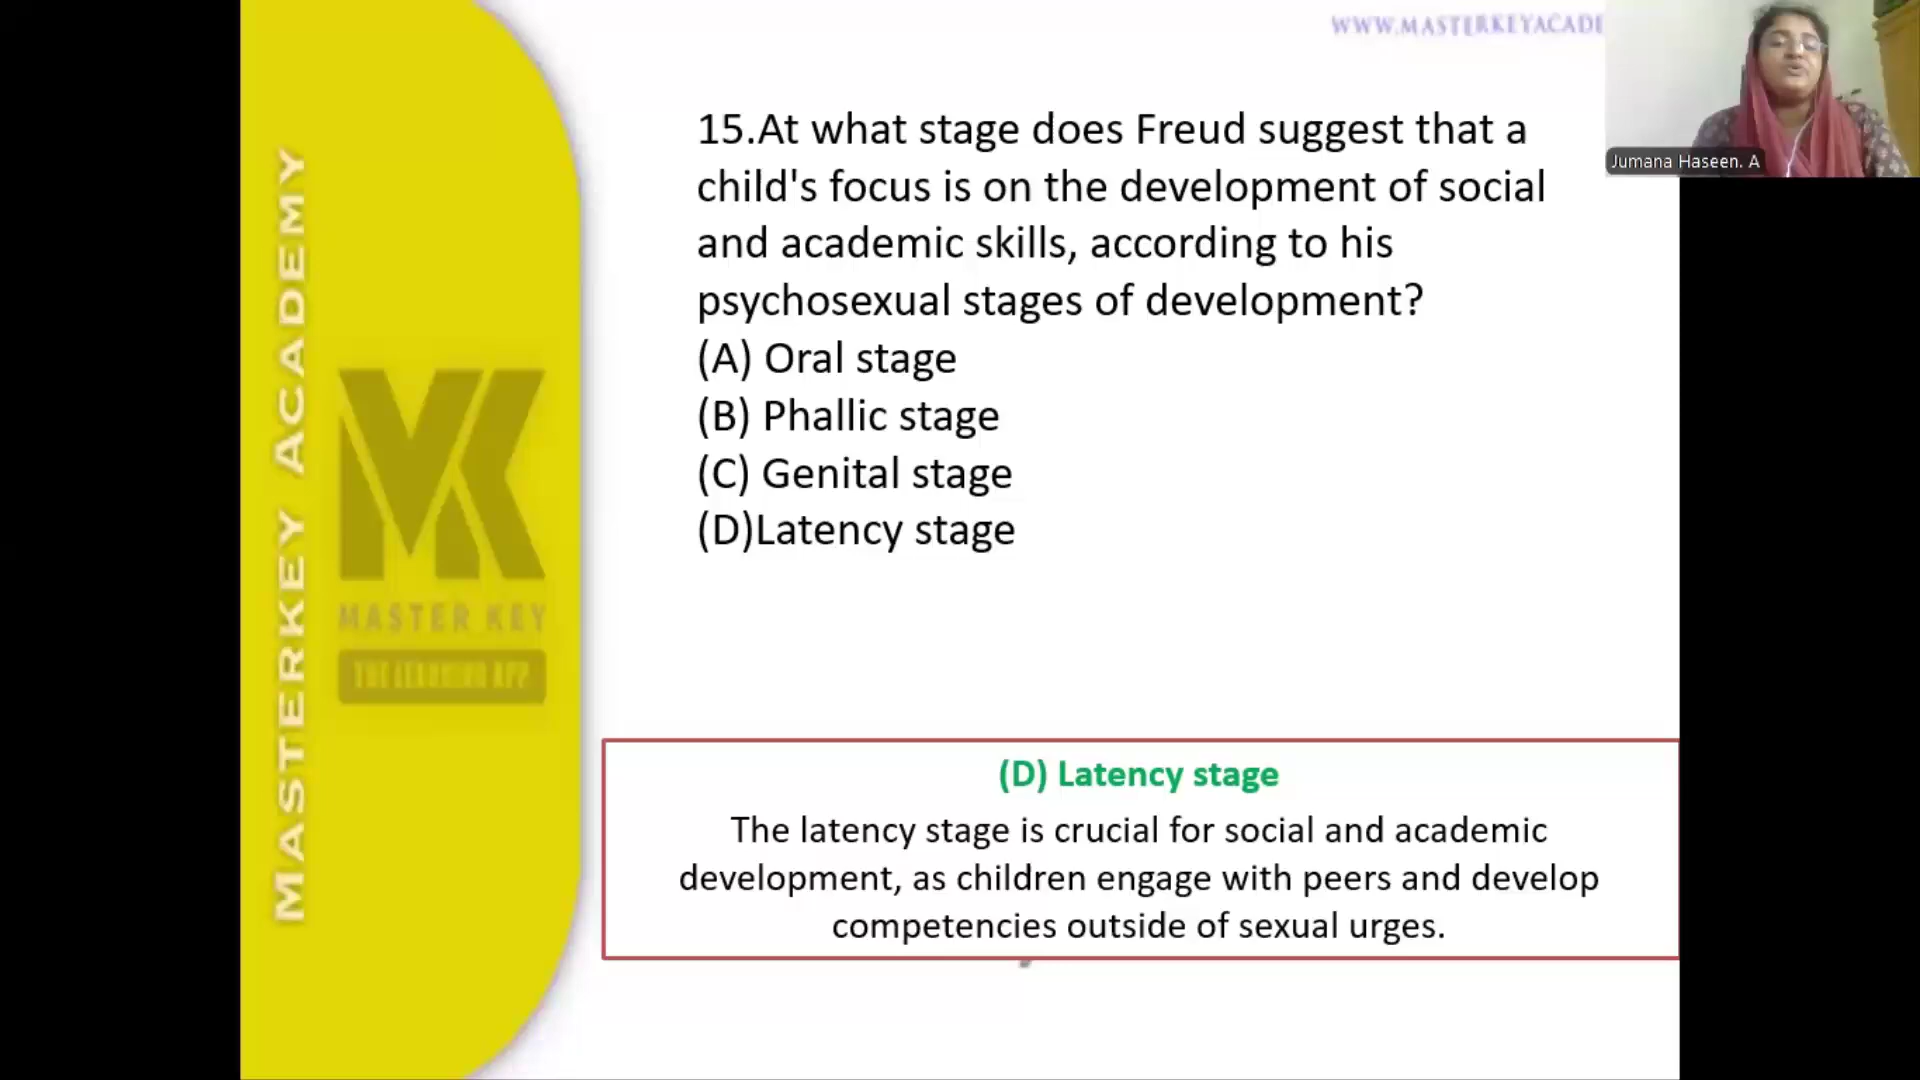 WWW.MASTERKEYACADE
Jumana Haseen. A
MASTERKEY ACADEMY
MASTER KEY
THE LEARNING APP
15.At what stage does Freud suggest that a
child's focus is on the development of social
and academic skills, according to his
psychosexual stages of development?
(A) Oral stage
(B) Phallic stage
(C) Genital stage
(D)Latency stage
(D) Latency stage
The latency stage is crucial for social and academic
development, as children engage with peers and develop
competencies outside of sexual urges.